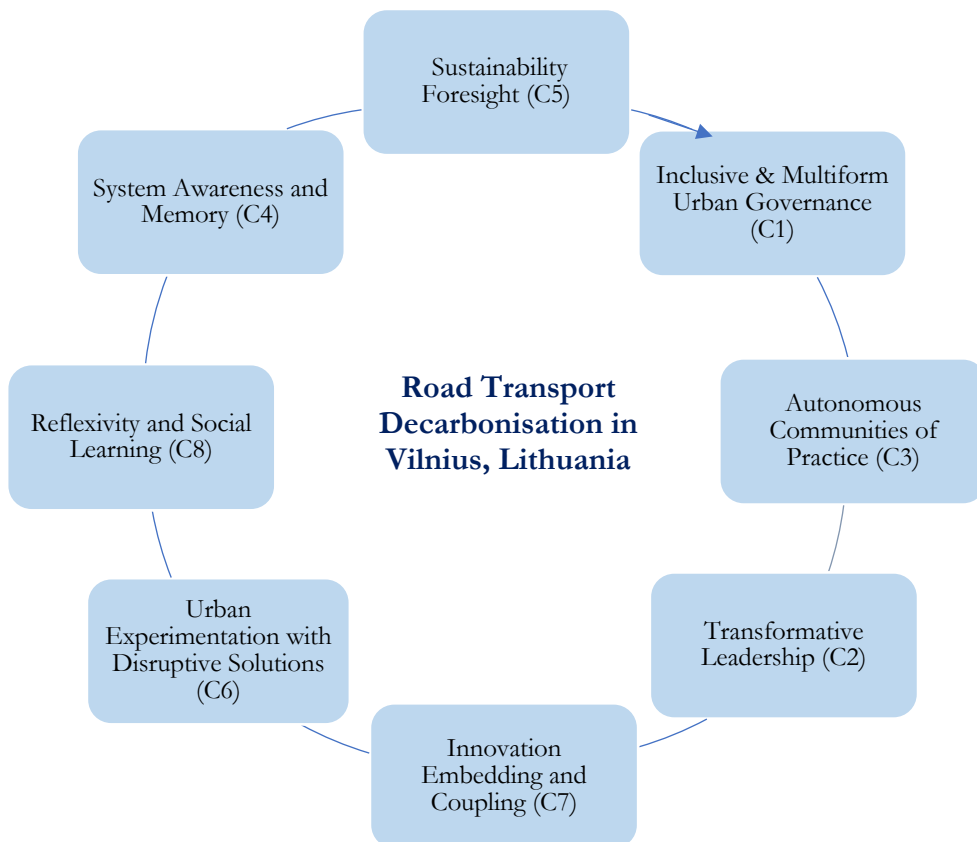 Sustainability
Foresight (C5)
Inclusive & Multiform
Urban Governance
(C1)
Autonomous
Communities of
Practice (C3)
Transformative
Leadership (C2)
Innovation
Embedding and
Coupling (C7)
Urban
Experimentation with
Disruptive Solutions
(C6)
Reflexivity and Social
Learning (C8)
System Awareness and
Memory (C4)
Road Transport
Decarbonisation in
Vilnius, Lithuania